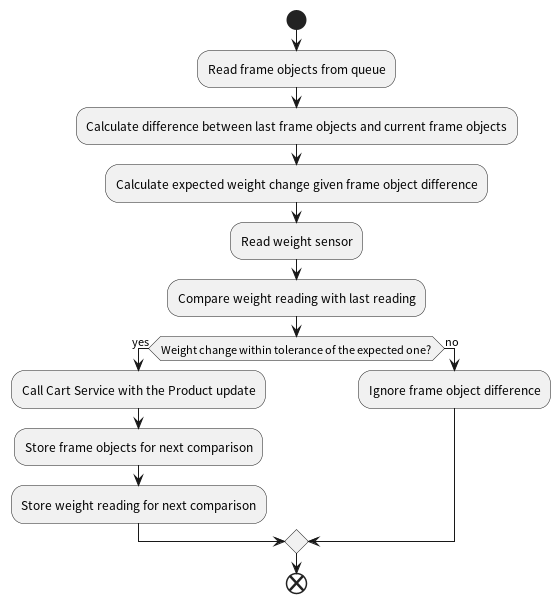 Read frame objects from queue
Calculate difference between last frame objects and current frame objects
Calculate expected weight change given frame object difference
Read weight sensor
Compare weight reading with last reading
Weight change within tolerance of the expected one?
yes
no
Call Cart Service with the Product update
Ignore frame object difference
Store frame objects for next comparison
Store weight reading for next comparison